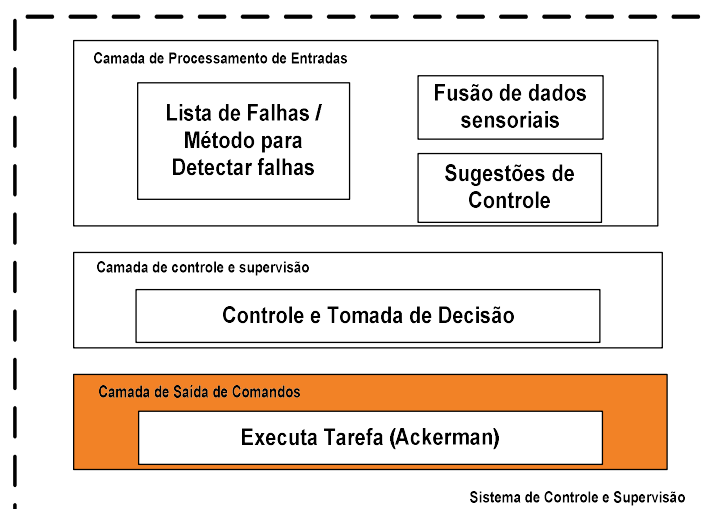 Camada de Processamento de Entradas
Lista de Falhas /
Método para
Detectar falhas
Fusão de dados
sensoriais
Sugestões de
Controle
Camada de controle e supervisão
Controle e Tomada de Decisão
Camada de Saída de Comandos
Executa Tarefa (Ackerman)
Sistema de Controle e Supervisão